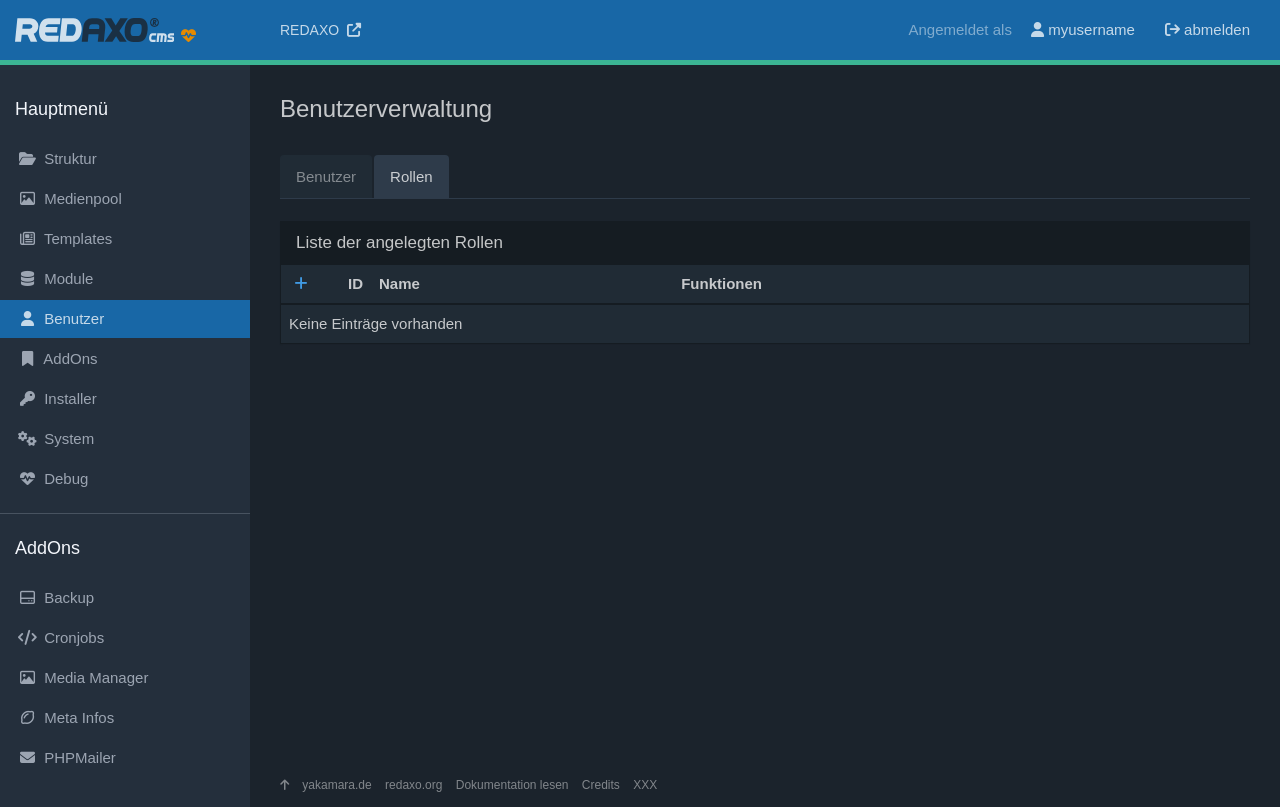 REDAXO® cms
REDAXO
Angemeldet als myusername abmelden
Hauptmenü
Struktur
Medienpool
Templates
Module
Benutzer
AddOns
Installer
System
Debug
AddOns
Backup
Cronjobs
Media Manager
Meta Infos
PHPMailer
Benutzerverwaltung
Benutzer Rollen
Liste der angelegten Rollen
ID Name Funktionen
Keine Einträge vorhanden
yakamara.de redaxo.org Dokumentation lesen Credits XXX